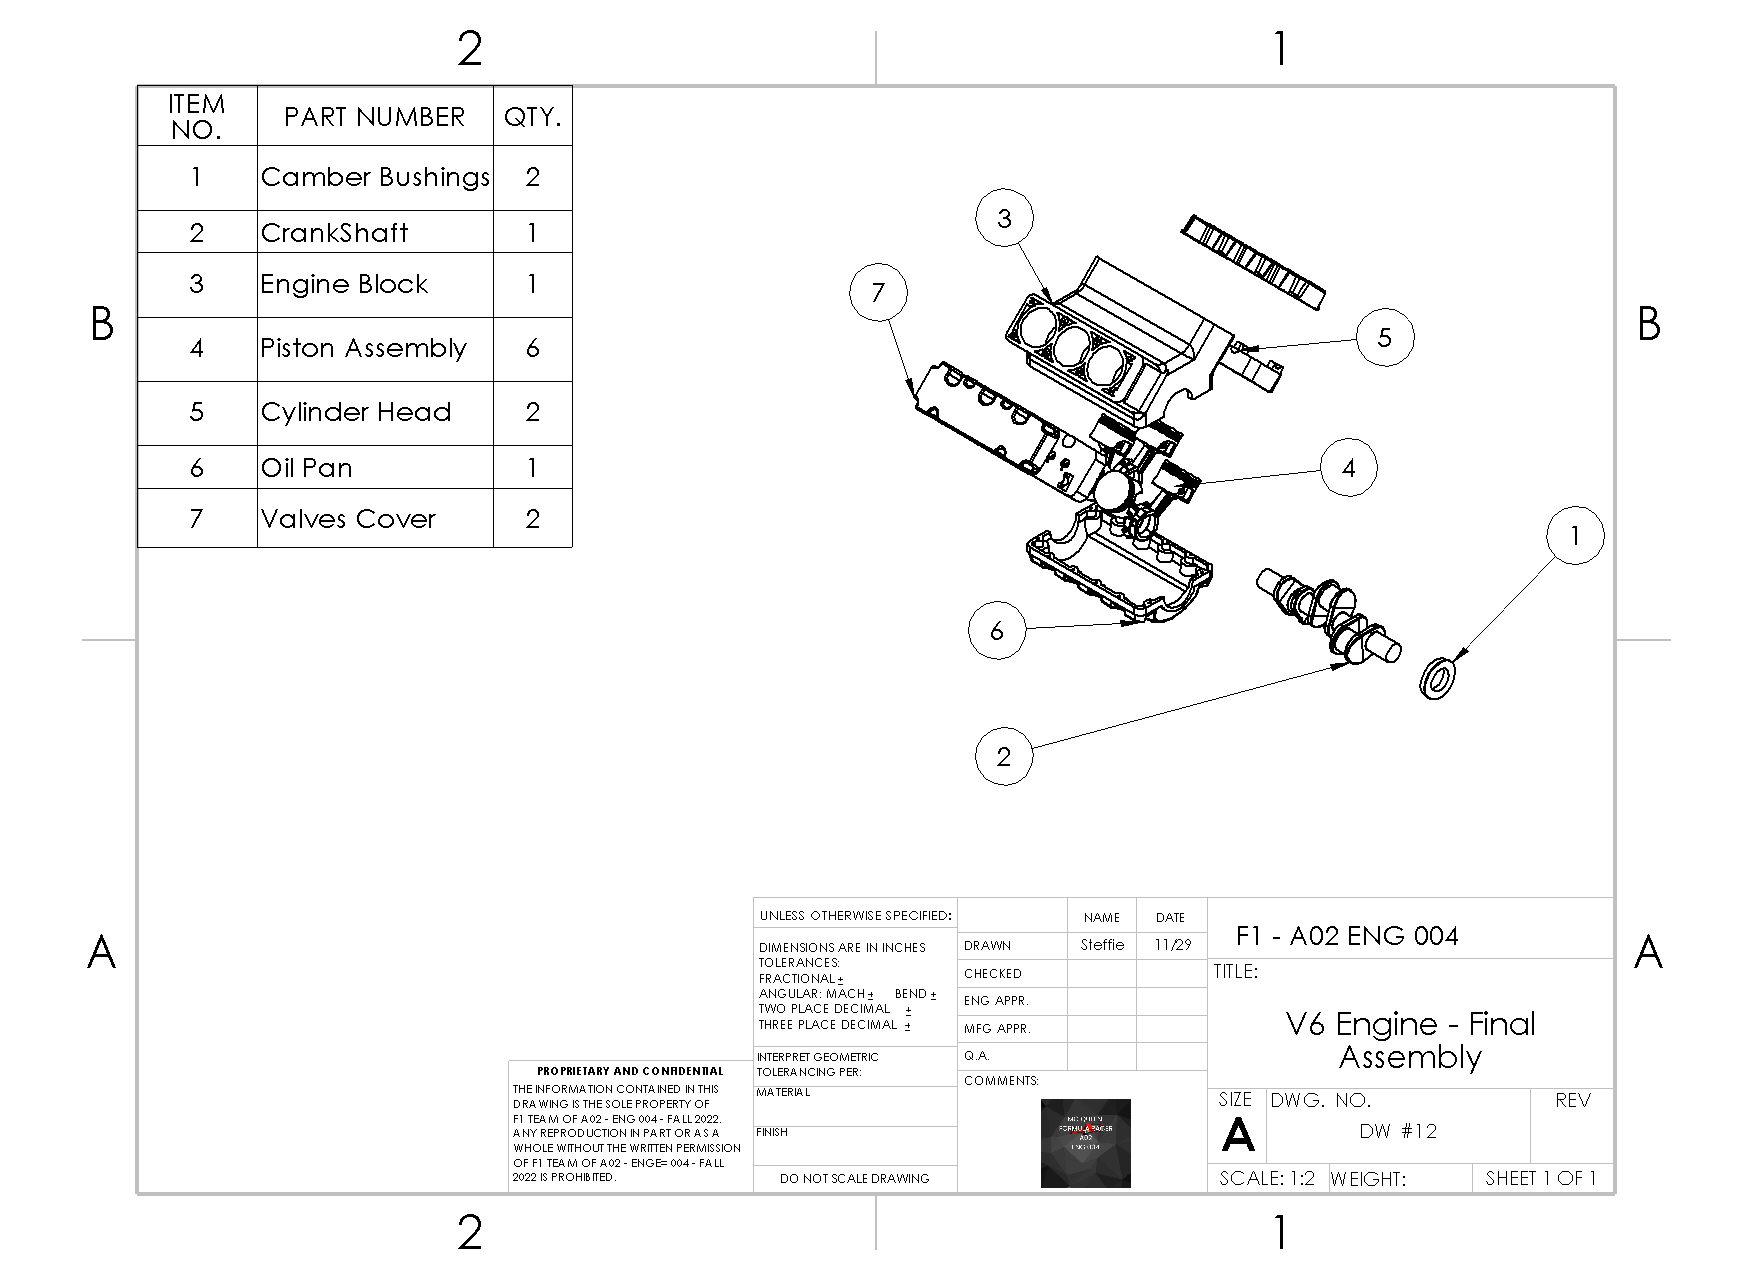 2 1
ITEM NO. PART NUMBER QTY.
1 Camber Bushings 2
2 CrankShaft 1
3 Engine Block 1
4 Piston Assembly 6
5 Cylinder Head 2
6 Oil Pan 1
7 Valves Cover 2
B B
3
7
5
4
1
6
2
A A
UNLESS OTHERWISE SPECIFIED:
DIMENSIONS ARE IN INCHES
TOLERANCES:
FRACTIONAL ±
ANGULAR: MACH ± BEND ±
TWO PLACE DECIMAL ±
THREE PLACE DECIMAL ±
INTERPRET GEOMETRIC
TOLERANCING PER:
MATERIAL
FINISH
DO NOT SCALE DRAWING
NAME DATE
DRAWN Steffie 11/29
CHECKED
ENG APPR.
MFG APPR.
Q.A.
COMMENTS:
FORMULA RACER
A02
ENG 004
F1 - A02 ENG 004
TITLE:
V6 Engine - Final
Assembly
SIZE DWG. NO. REV
A DW #12
SCALE: 1:2 WEIGHT: SHEET 1 OF 1
PROPRIETARY AND CONFIDENTIAL
THE INFORMATION CONTAINED IN THIS
DRAWING IS THE SOLE PROPERTY OF
F1 TEAM OF A02 - ENG 004 - FALL 2022.
ANY REPRODUCTION IN PART OR AS A
WHOLE WITHOUT THE WRITTEN PERMISSION
OF F1 TEAM OF A02 - ENGE= 004 - FALL
2022 IS PROHIBITED.
2 1